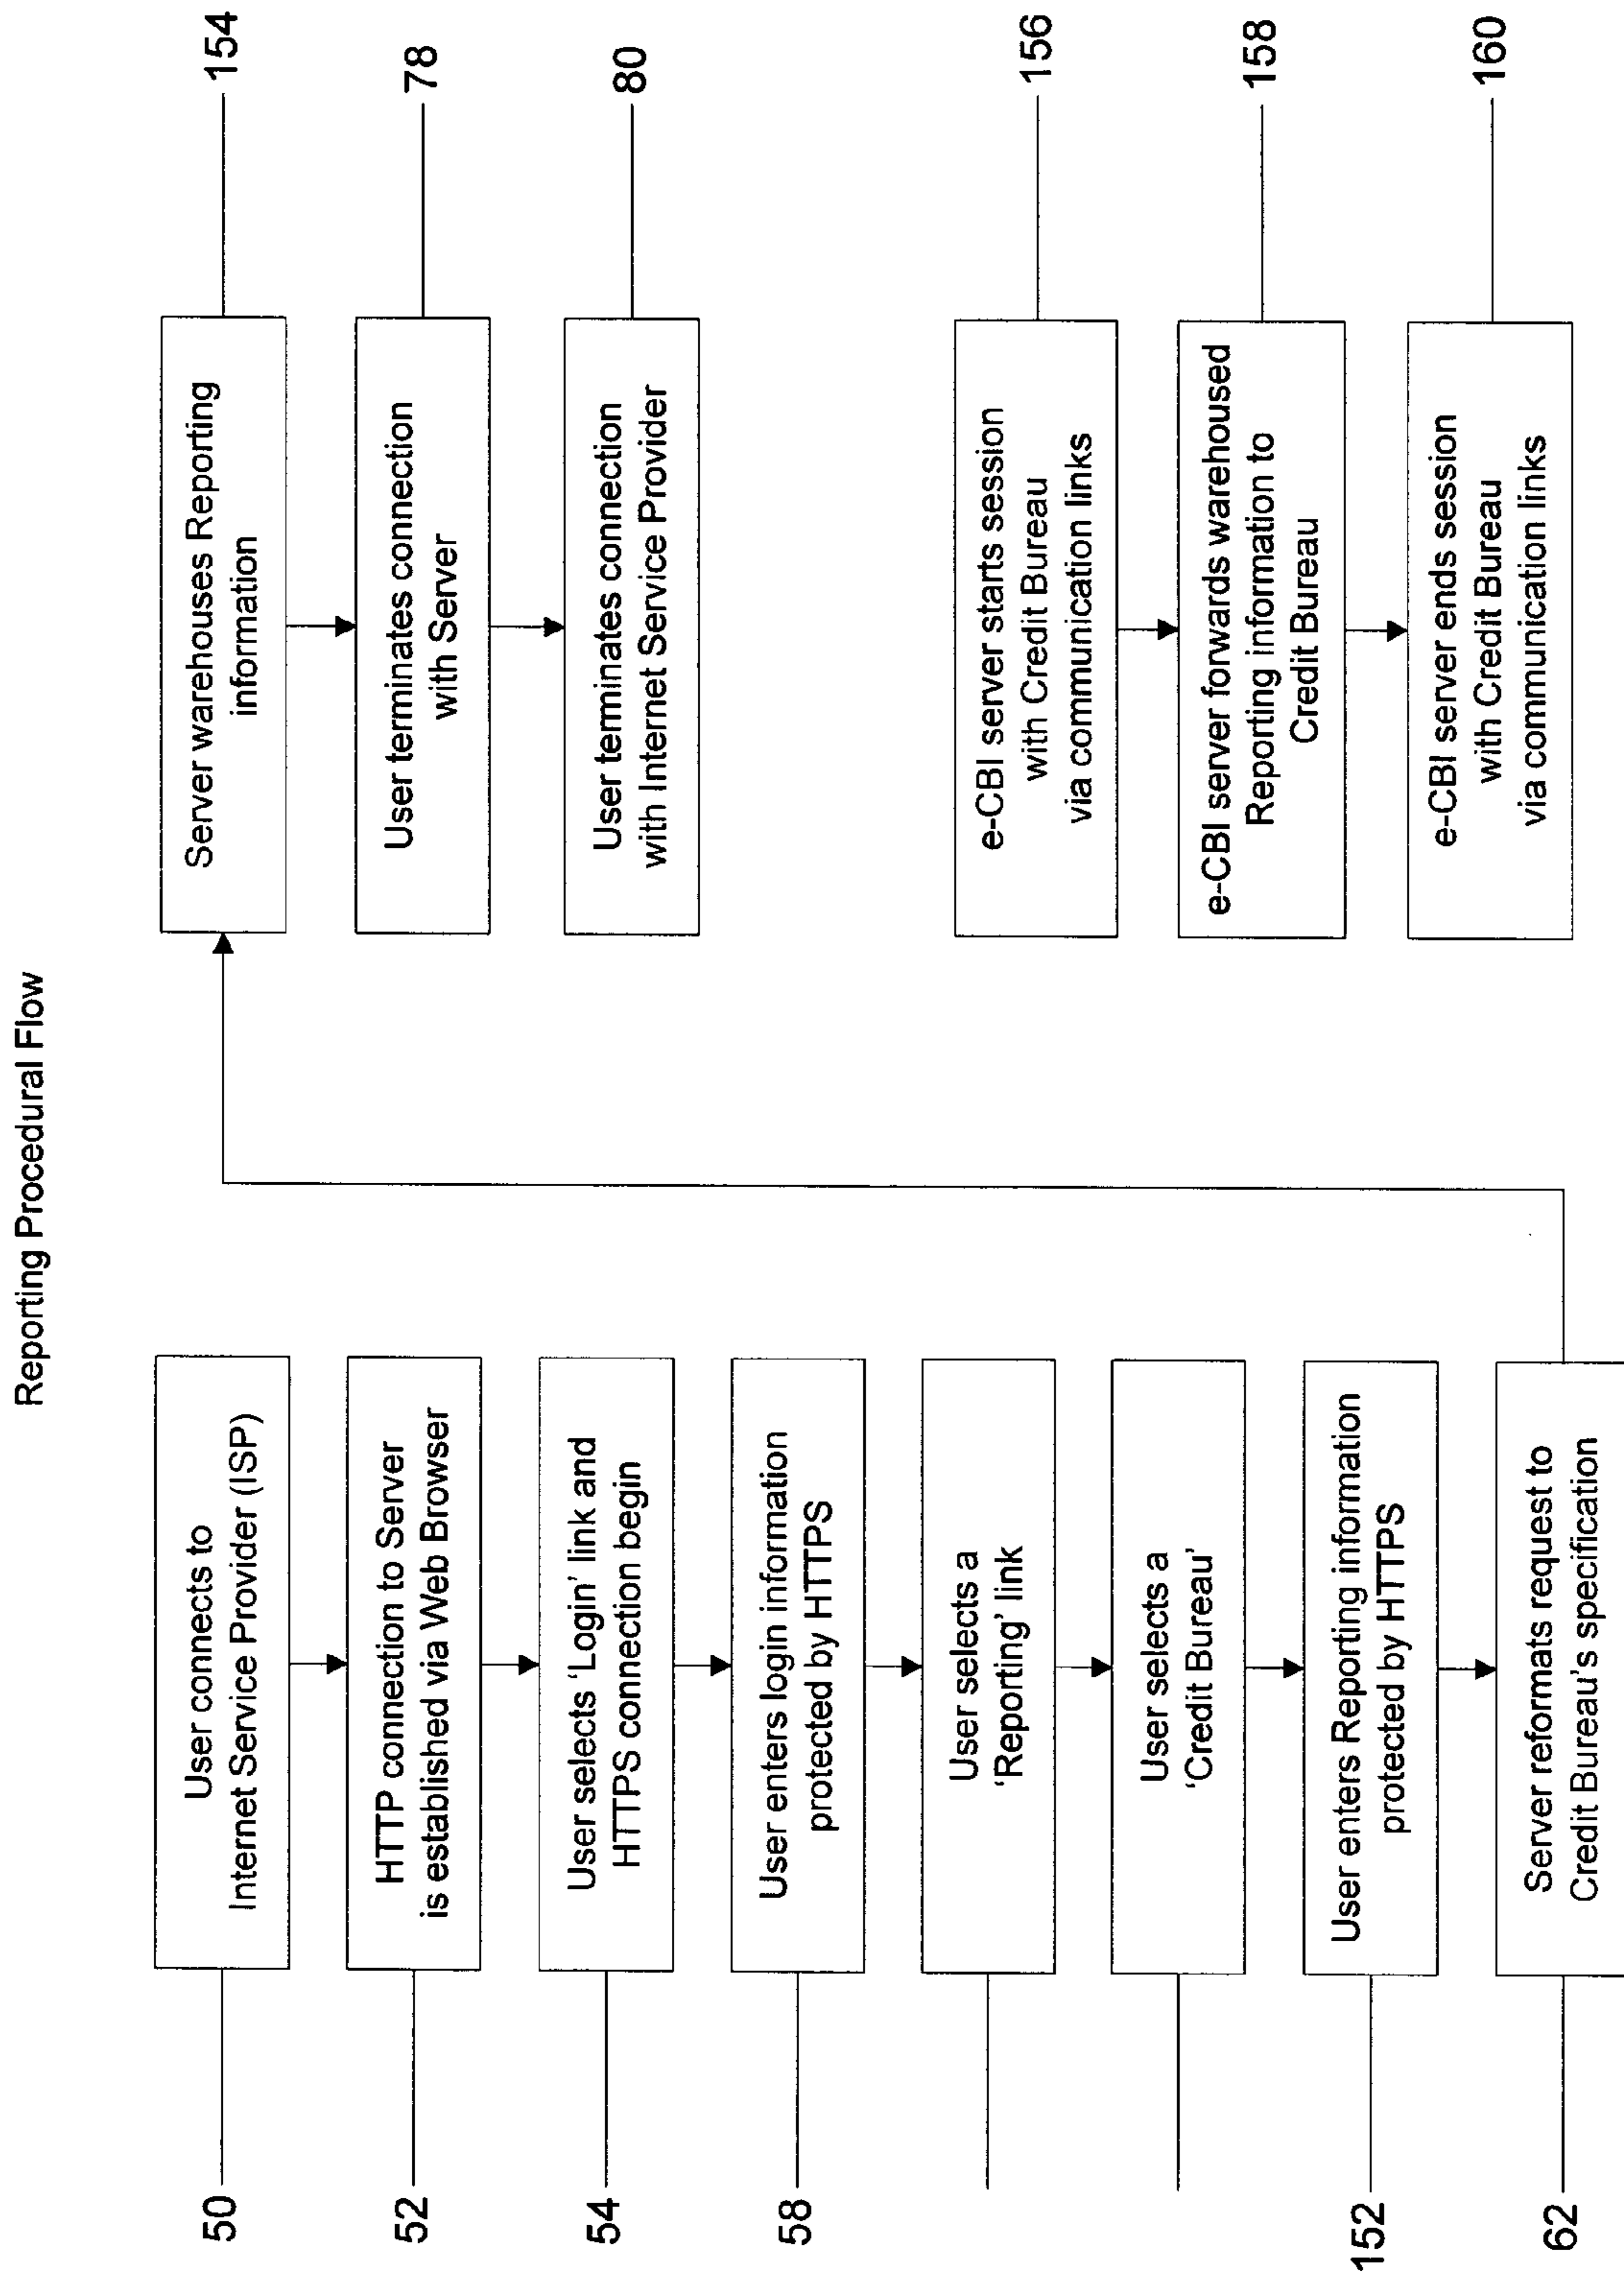 Reporting Procedural Flow
50
User connects to
Internet Service Provider (ISP)
52
HTTP connection to Server
is established via Web Browser
54
User selects ‘Login’ link and
HTTPS connection begin
58
User enters login information
protected by HTTPS
User selects a
‘Reporting’ link
User selects a
‘Credit Bureau’
152
User enters Reporting information
protected by HTTPS
62
Server reformats request to
Credit Bureau's specification
Server warehouses Reporting
information
154
User terminates connection
with Server
78
User terminates connection
with Internet Service Provider
80
e-CBI server starts session
with Credit Bureau
via communication links
156
e-CBI server forwards warehoused
Reporting information to
Credit Bureau
158
e-CBI server ends session
with Credit Bureau
via communication links
160